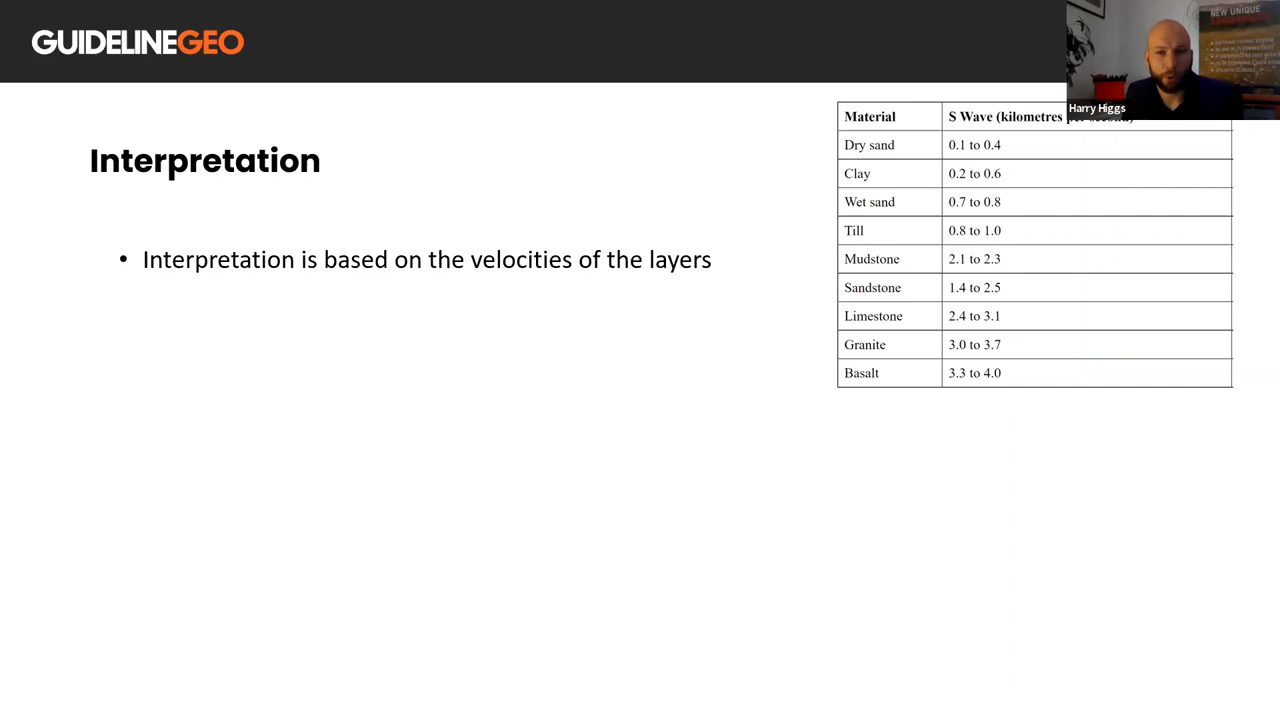 GUIDELINEGEO
NEW UNIQUE
Harry Higgs
Interpretation
• Interpretation is based on the velocities of the layers
Material S Wave (kilometres
Dry sand 0.1 to 0.4
Clay 0.2 to 0.6
Wet sand 0.7 to 0.8
Till 0.8 to 1.0
Mudstone 2.1 to 2.3
Sandstone 1.4 to 2.5
Limestone 2.4 to 3.1
Granite 3.0 to 3.7
Basalt 3.3 to 4.0